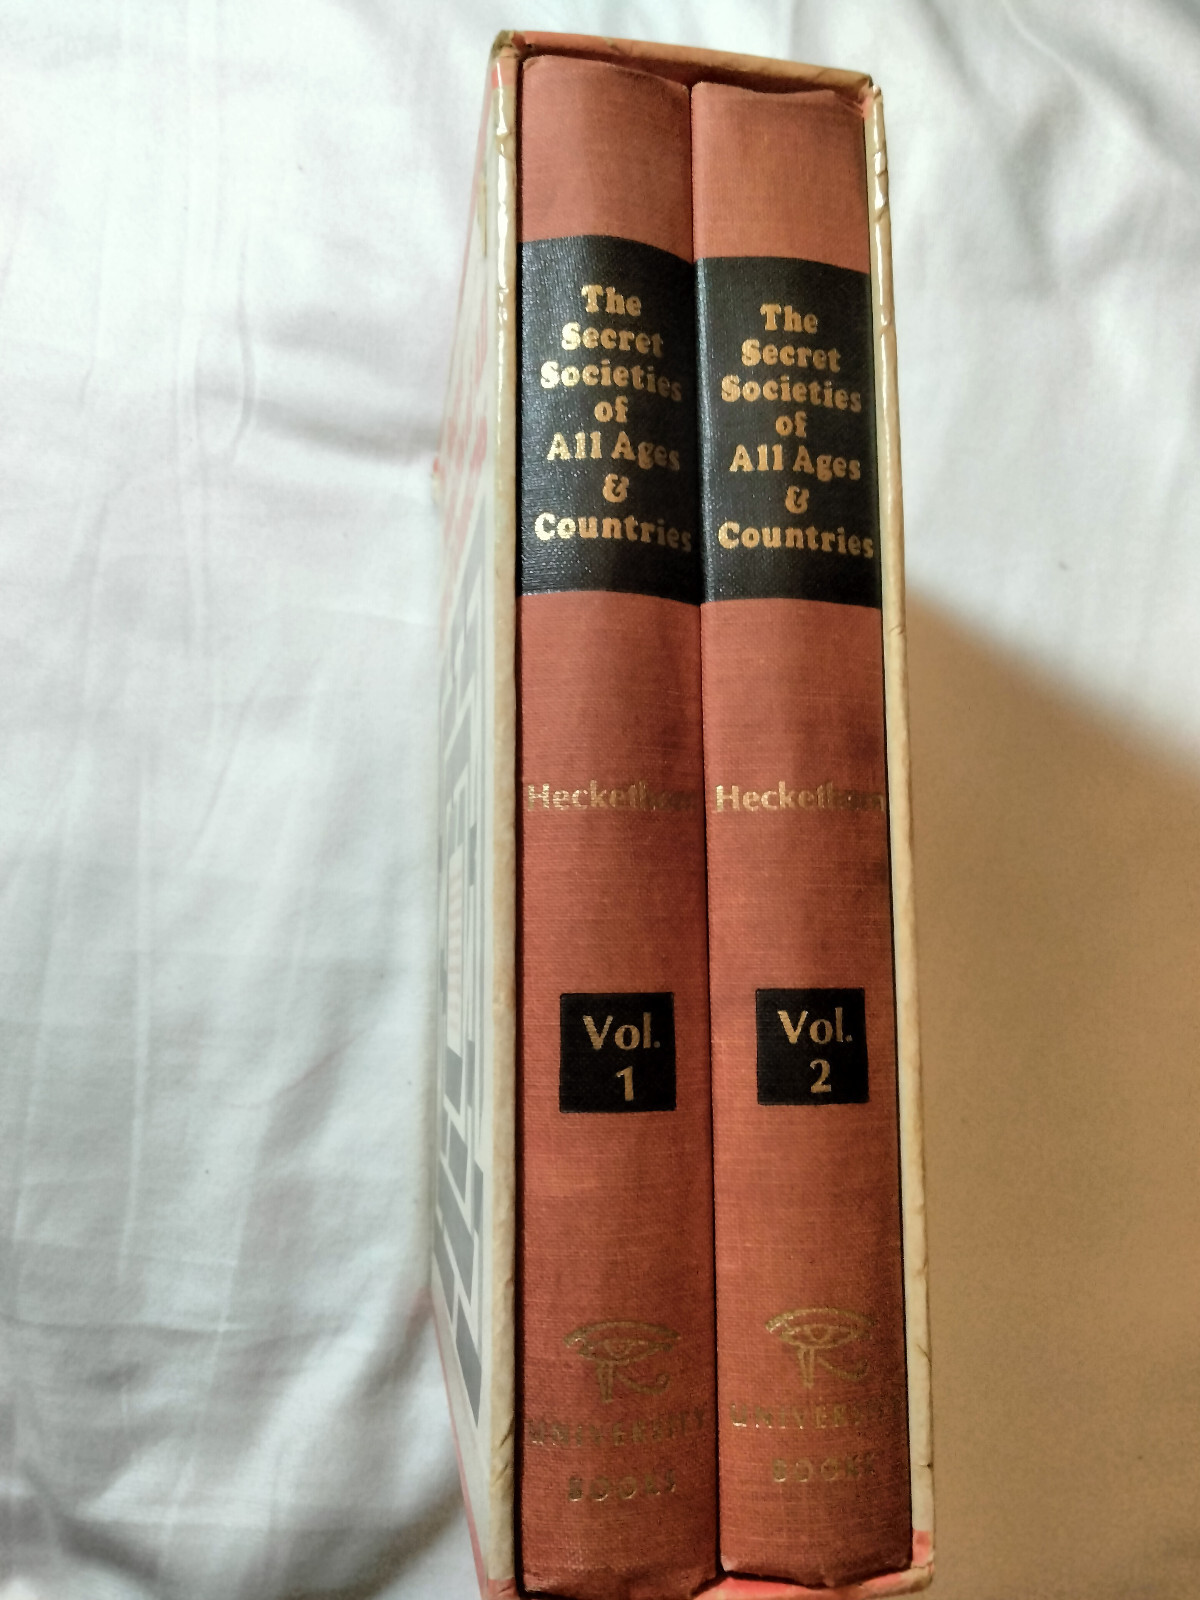 The
Secret
Societies
of
All Ages
&
Countries
Heckethorn
Vol.
1
UNIVERSITY
BOOKS
The
Secret
Societies
of
All Ages
&
Countries
Heckethorn
Vol.
2
UNIVERSITY
BOOKS